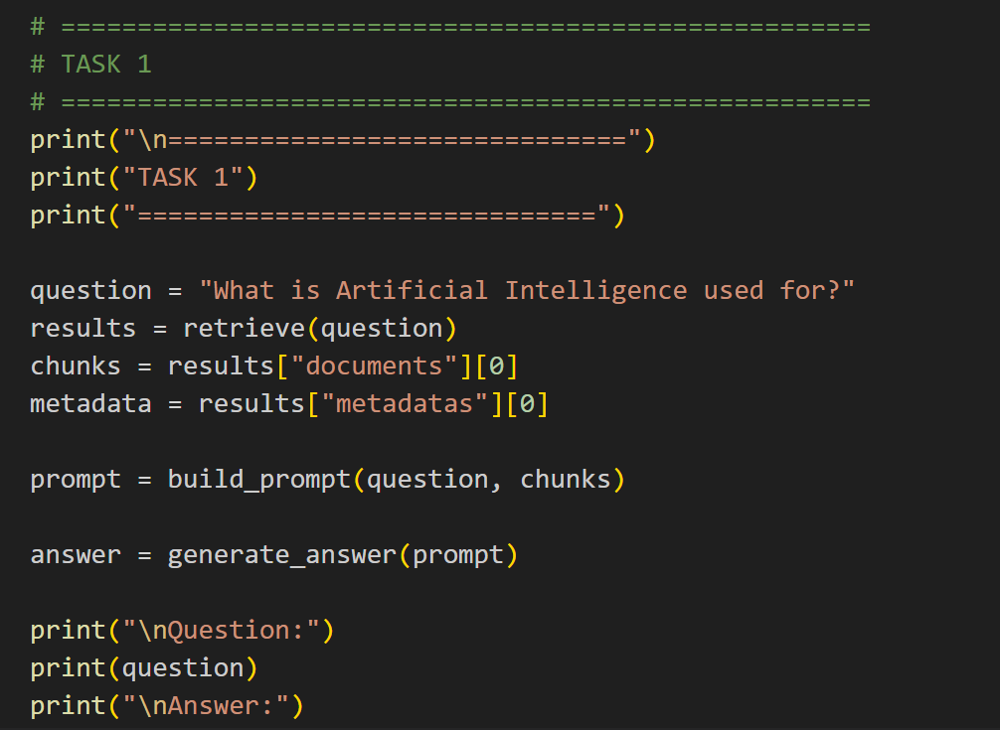 # =====================================================
# TASK 1
# =====================================================
print("\n==============================")
print("TASK 1")
print("==============================")
question = "What is Artificial Intelligence used for?"
results = retrieve(question)
chunks = results["documents"][0]
metadata = results["metadatas"][0]
prompt = build_prompt(question, chunks)
answer = generate_answer(prompt)
print("\nQuestion:")
print(question)
print("\nAnswer:")